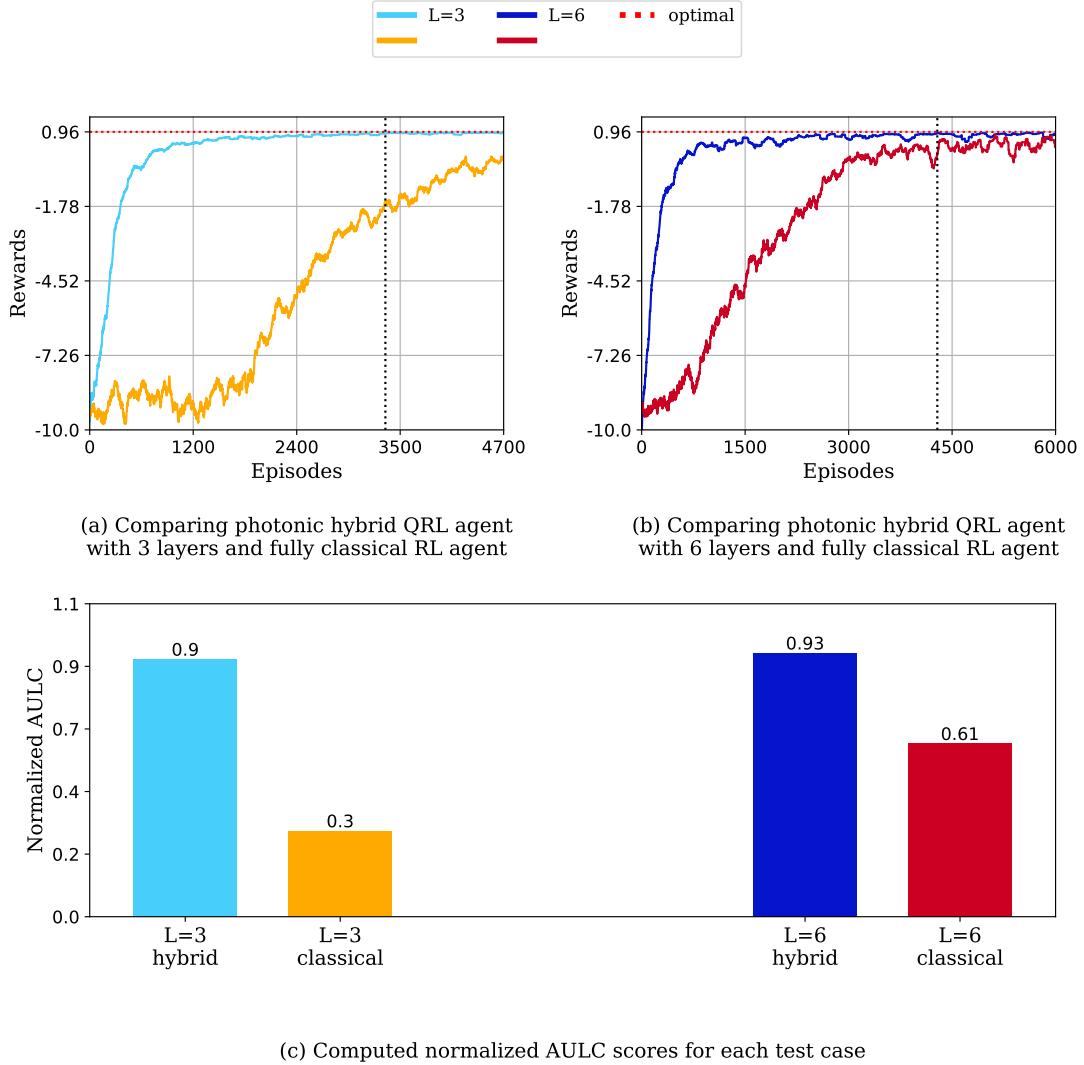 L=3 L=6 optimal
0.96
-1.78
-4.52
-7.26
-10.0
Rewards
0 1200 2400 3500 4700
Episodes
0.96
-1.78
-4.52
-7.26
-10.0
Rewards
0 1500 3000 4500 6000
Episodes
(a) Comparing photonic hybrid QRL agent
with 3 layers and fully classical RL agent
(b) Comparing photonic hybrid QRL agent
with 6 layers and fully classical RL agent
1.1
0.9
0.7
0.4
0.2
0.0
Normalized AULC
0.9
0.3
0.93
0.61
L=3
hybrid
L=3
classical
L=6
hybrid
L=6
classical
(c) Computed normalized AULC scores for each test case